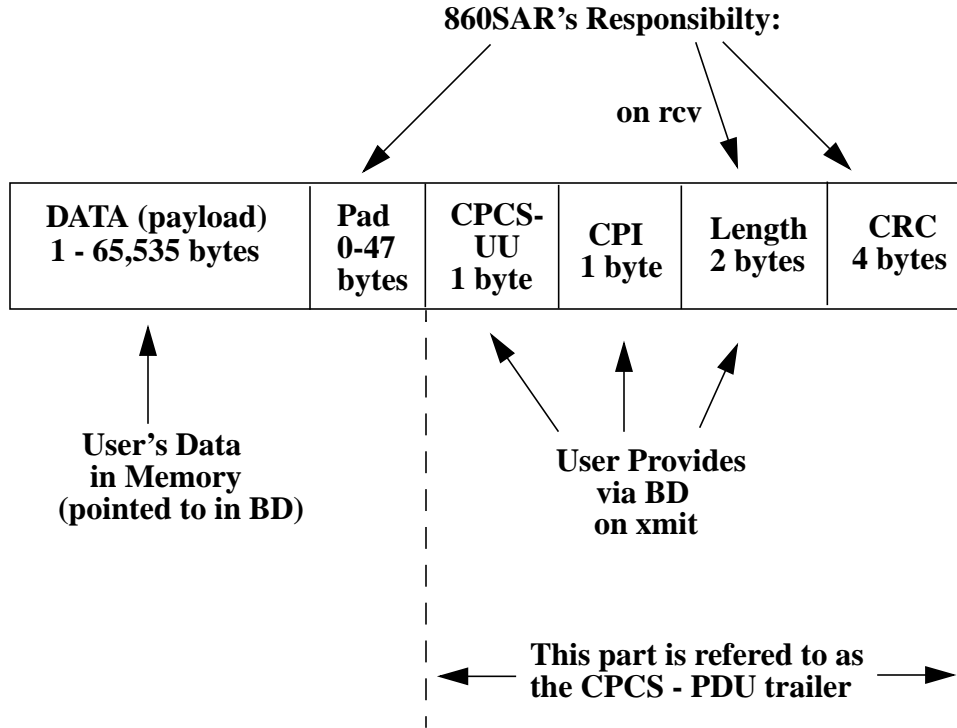 860SAR's Responsibilty:
on rcv
DATA (payload)
1 - 65,535 bytes
Pad
0-47
bytes
CPCS-
UU
1 byte
CPI
1 byte
Length
2 bytes
CRC
4 bytes
User's Data
in Memory
(pointed to in BD)
User Provides
via BD
on xmit
This part is refered to as
the CPCS - PDU trailer